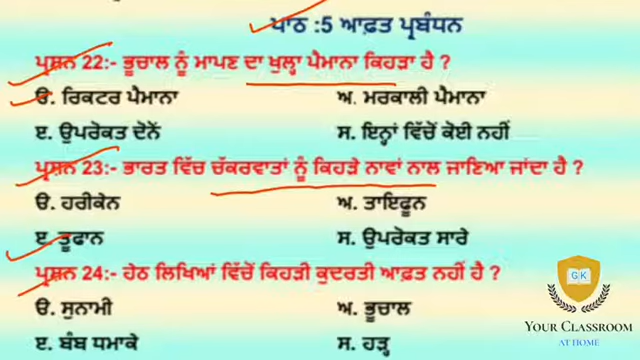 ਪਾਠ :5 ਆਫ਼ਤ ਪ੍ਰਬੰਧਨ
ਪ੍ਰਸ਼ਨ 22:- ਭੂਚਾਲ ਨੂੰ ਮਾਪਣ ਦਾ ਖੁਲ੍ਹਾ ਪੈਮਾਨਾ ਕਿਹੜਾ ਹੈ ?
ੳ. ਰਿਕਟਰ ਪੈਮਾਨਾ ਅ. ਮਰਕਾਲੀ ਪੈਮਾਨਾ
ੲ. ਉਪਰੋਕਤ ਦੋਨੋਂ ਸ. ਇਨ੍ਹਾਂ ਵਿੱਚੋਂ ਕੋਈ ਨਹੀਂ
ਪ੍ਰਸ਼ਨ 23:- ਭਾਰਤ ਵਿੱਚ ਚੱਕਰਵਾਤਾਂ ਨੂੰ ਕਿਹੜੇ ਨਾਵਾਂ ਨਾਲ ਜਾਣਿਆ ਜਾਂਦਾ ਹੈ ?
ੳ. ਹਰੀਕੇਨ ਅ. ਤਾਇਫੂਨ
ੲ. ਤੂਫਾਨ ਸ. ਉਪਰੋਕਤ ਸਾਰੇ
ਪ੍ਰਸ਼ਨ 24:- ਹੇਠ ਲਿਖਿਆਂ ਵਿੱਚੋਂ ਕਿਹੜੀ ਕੁਦਰਤੀ ਆਫ਼ਤ ਨਹੀਂ ਹੈ ?
ੳ. ਸੁਨਾਮੀ ਅ. ਭੂਚਾਲ
ੲ. ਬੰਬ ਧਮਾਕੇ ਸ. ਹੜ੍ਹ
GK
YOUR CLASSROOM
AT HOME